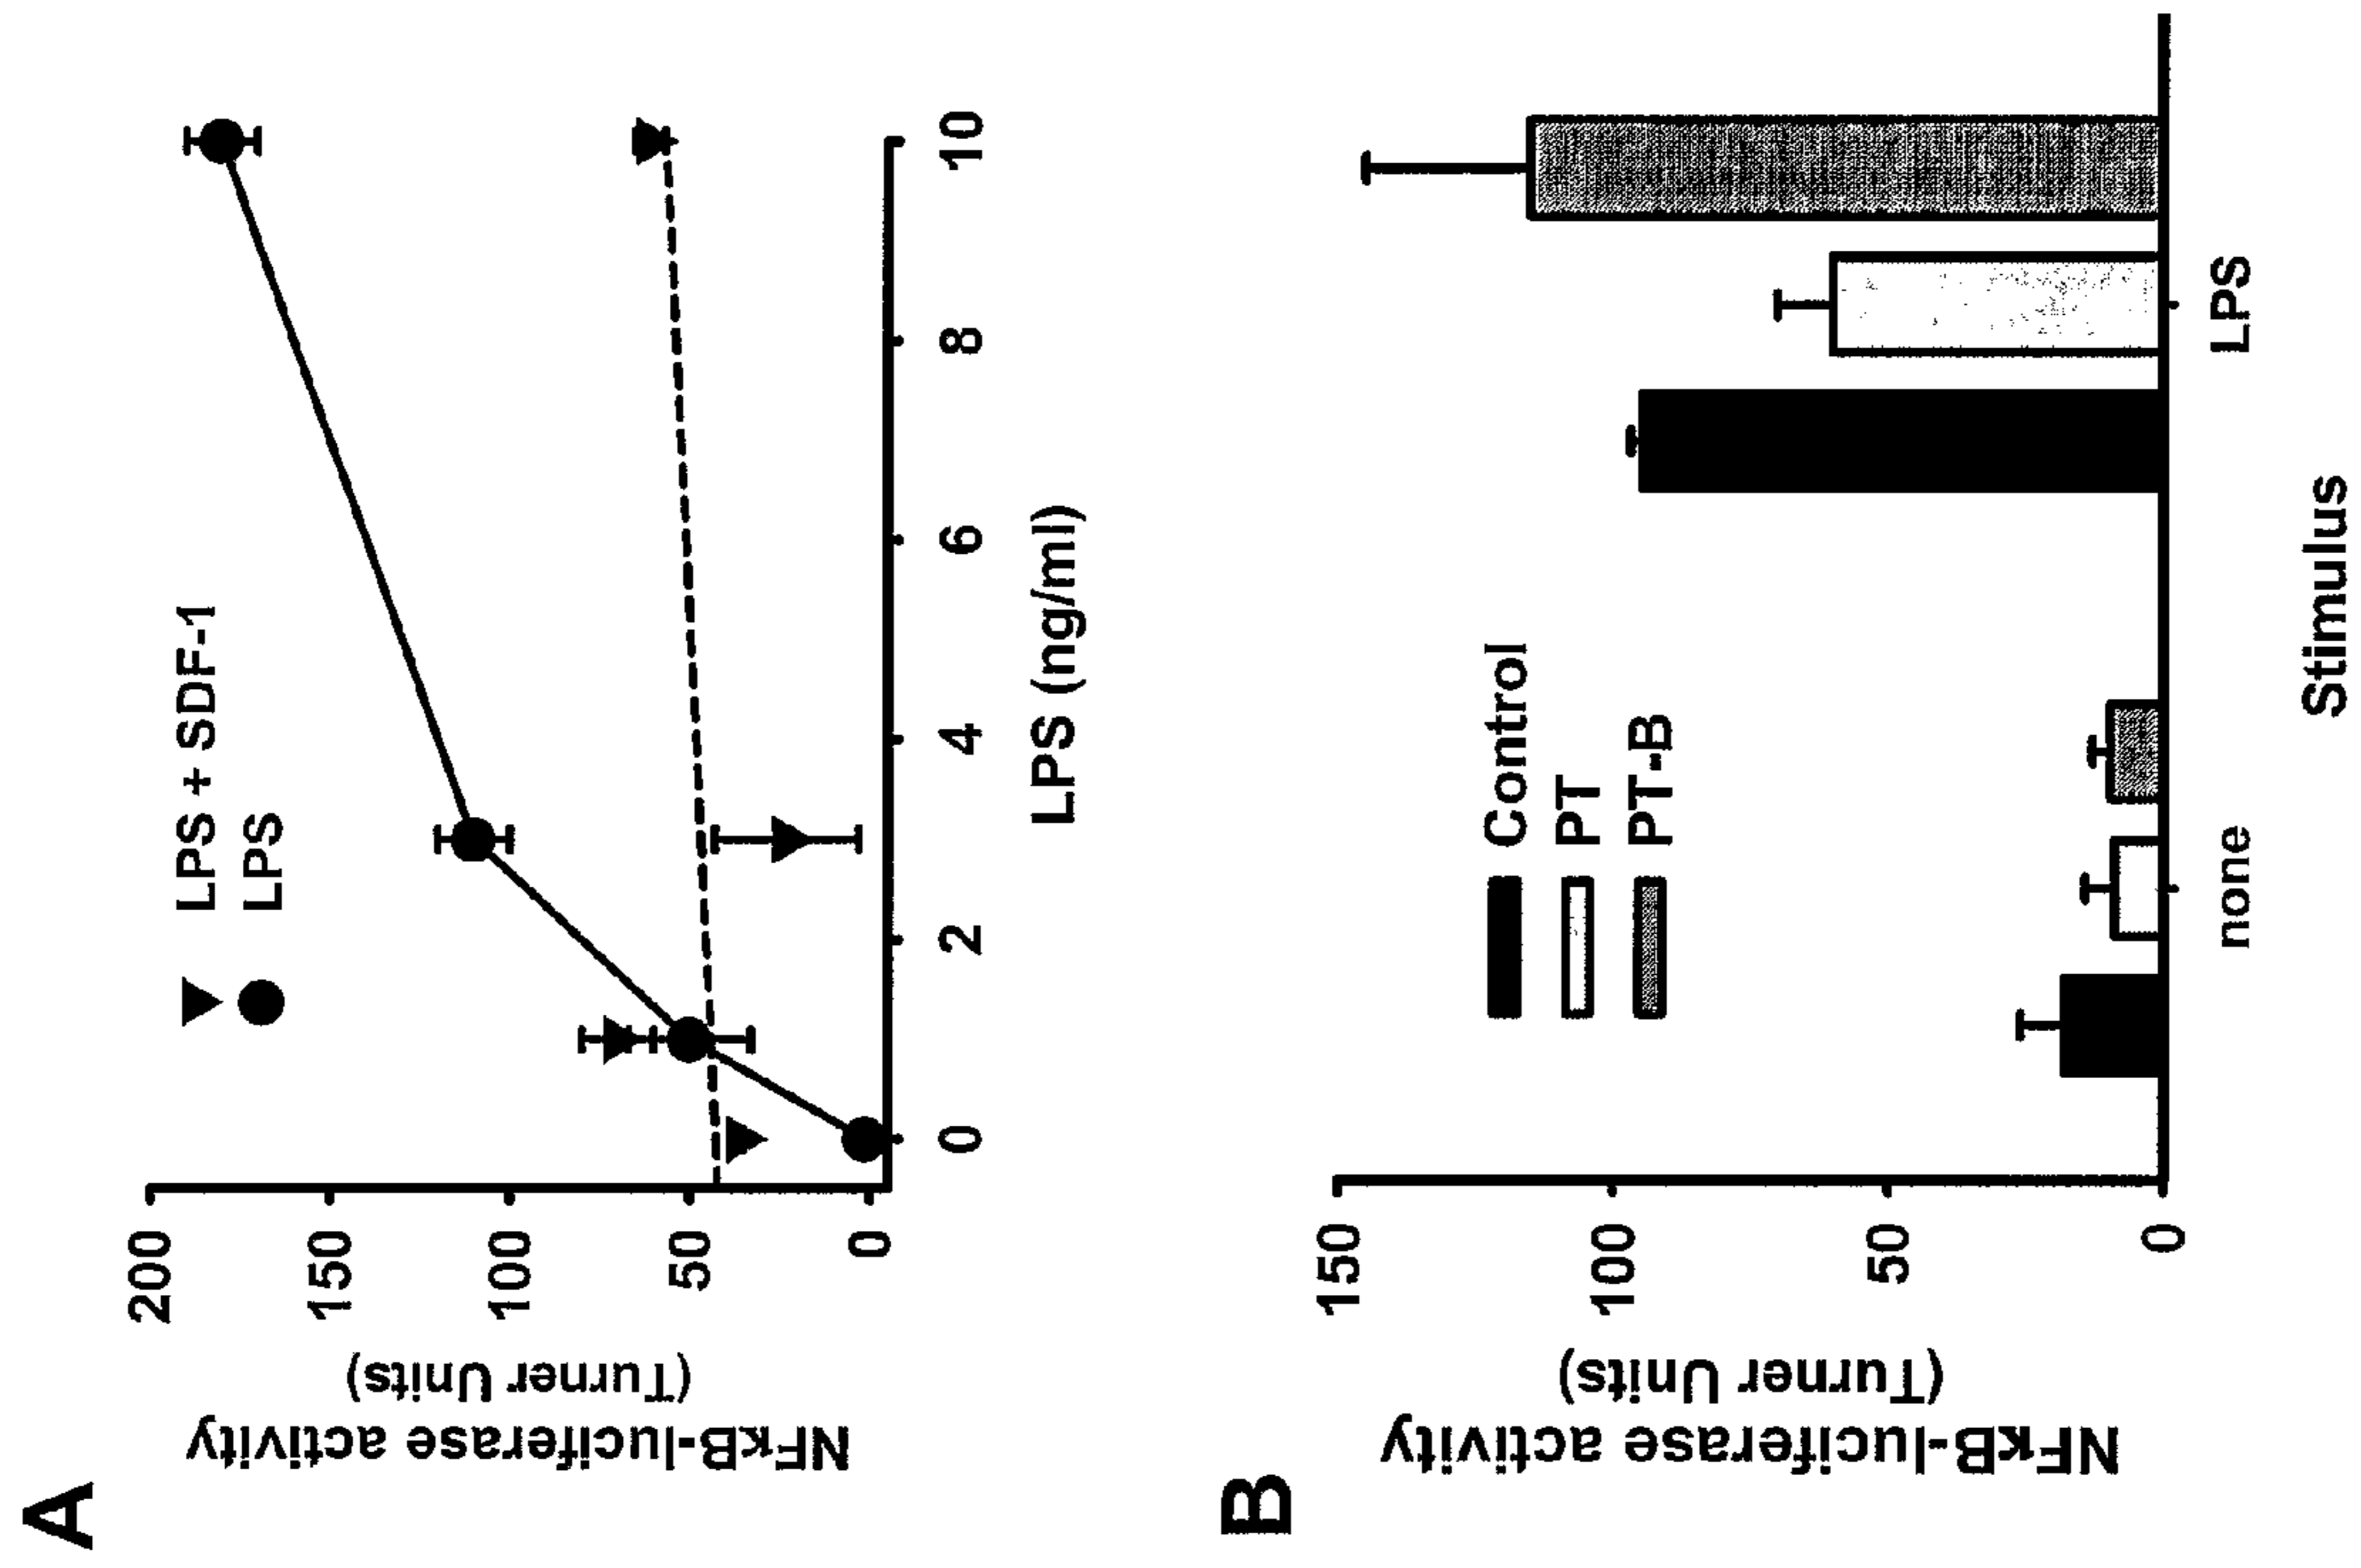 A
NFκB-luciferase activity
(Turner Units)
200
150
100
50
0
LPS + SDF-1
LPS
0
2
4
6
8
10
LPS (ng/ml)
B
NFκB-luciferase activity
(Turner Units)
150
100
50
0
Control
PT
PT-B
none
LPS
Stimulus